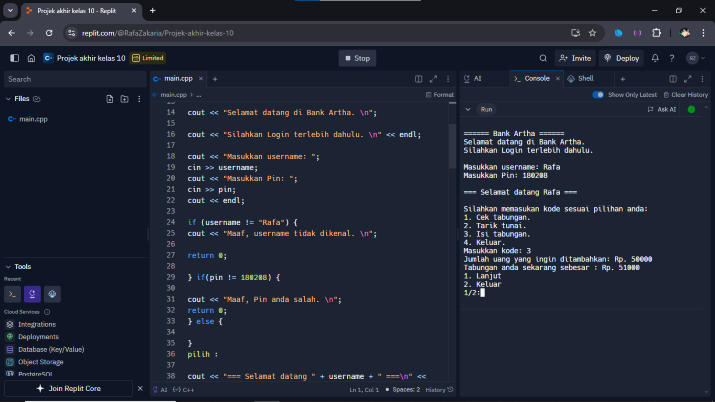 Projek akhir kelas 10 - Replit
replit.com/@RafaZakaria/Projek-akhir-kelas-10
Projek akhir kelas 10
Limited
Stop
Invite
Deploy
RZ
Search
Files
main.cpp
Tools
Recent
Cloud Services
Integrations
Deployments
Database (Key/Value)
Object Storage
PostgreSQL
Join Replit Core
main.cpp
main.cpp > ...
Format
13
14 cout << "Selamat datang di Bank Artha. \n";
15
16 cout << "Silahkan Login terlebih dahulu. \n" << endl;
17
18 cout << "Masukkan username: ";
19 cin >> username;
20 cout << "Masukkan Pin: ";
21 cin >> pin;
22 cout << endl;
23
24 if (username != "Rafa") {
25 cout << "Maaf, username tidak dikenal. \n";
26
27 return 0;
28
29 } if(pin != 180208) {
30
31 cout << "Maaf, Pin anda salah. \n";
32 return 0;
33 } else {
34
35 }
36 pilih :
37
38 cout << "=== Selamat datang " + username + " ===\n" <<
AI
C++
Ln 1, Col 1
Spaces: 2
History
AI
Console
Shell
Show Only Latest
Clear History
Run
Ask AI
====== Bank Artha ======
Selamat datang di Bank Artha.
Silahkan Login terlebih dahulu.
Masukkan username: Rafa
Masukkan Pin: 180208
=== Selamat datang Rafa ===
Silahkan memasukan kode sesuai pilihan anda:
1. Cek tabungan.
2. Tarik tunai.
3. Isi tabungan.
4. Keluar.
Masukkan kode: 3
Jumlah uang yang ingin ditambahkan: Rp. 50000
Tabungan anda sekarang sebesar : Rp. 51000
1. Lanjut
2. Keluar
1/2: